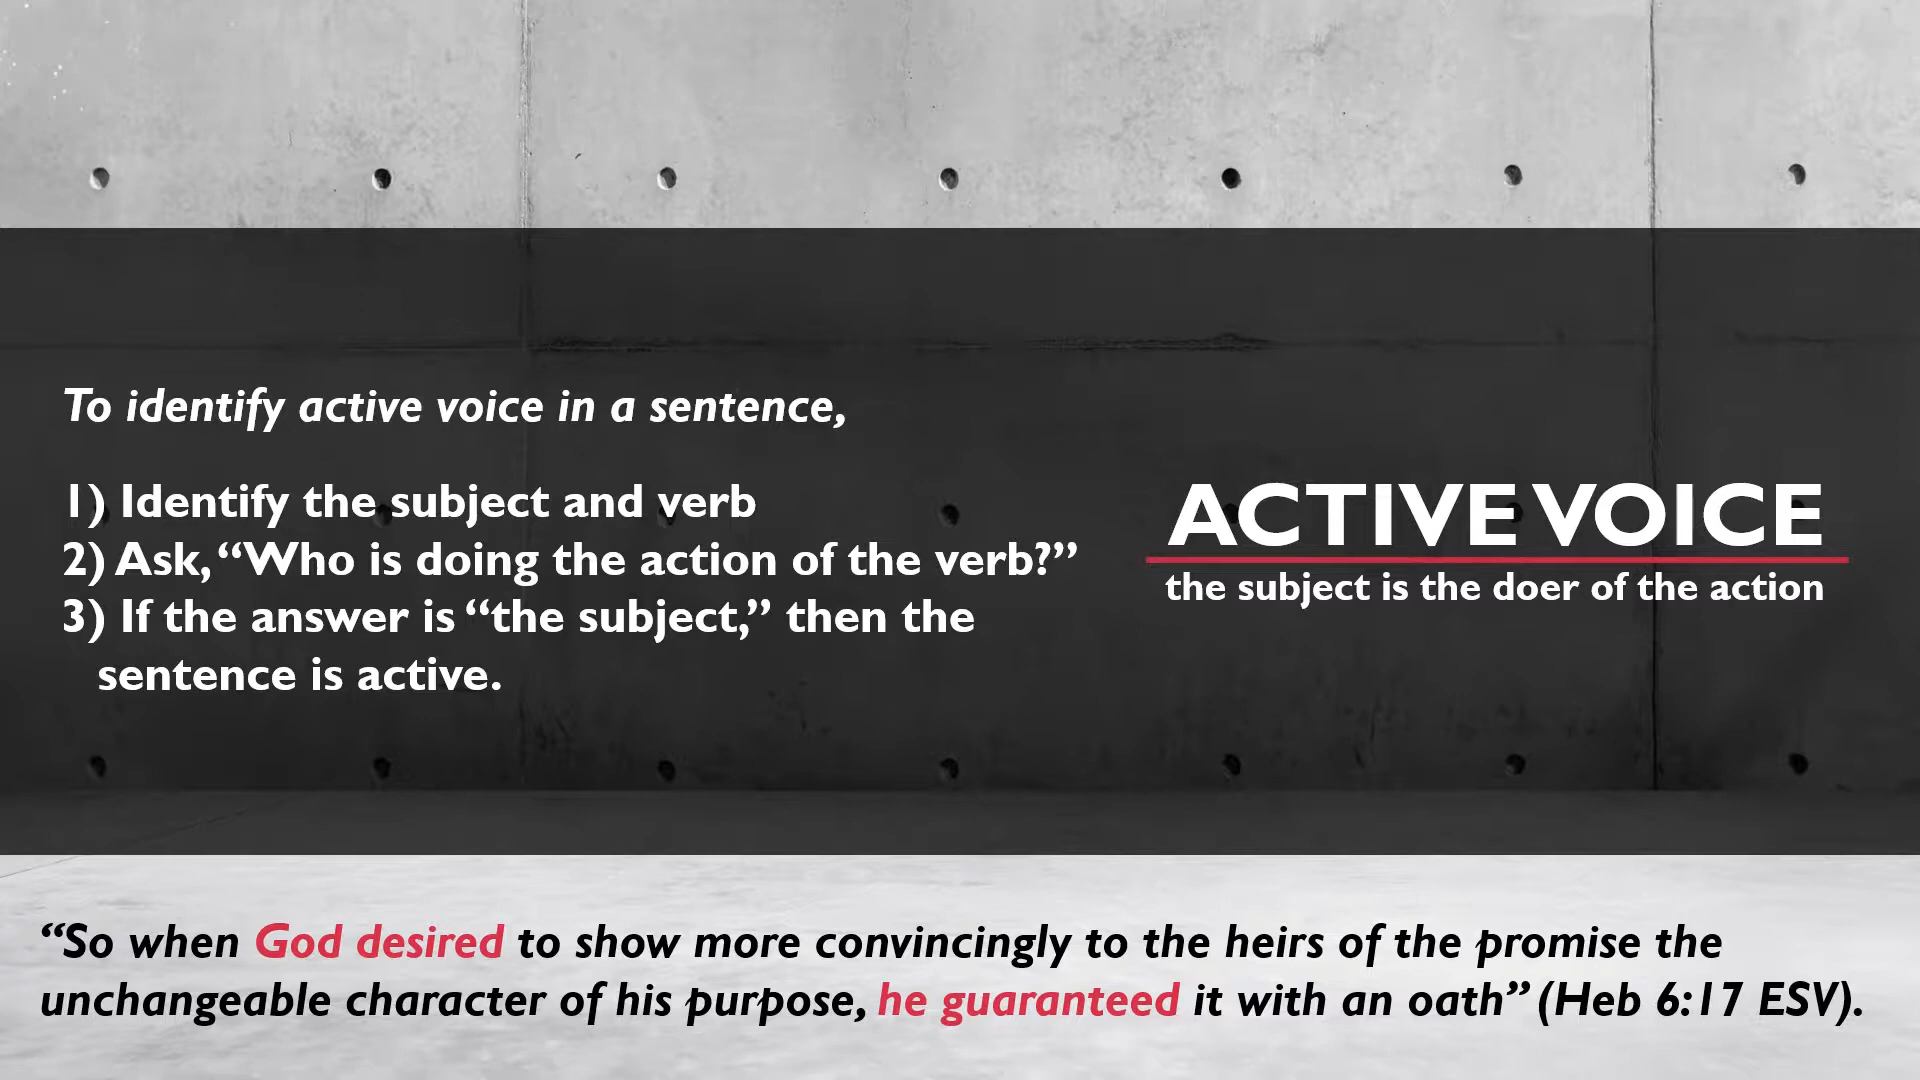 To identify active voice in a sentence,
1) Identify the subject and verb
2) Ask, “Who is doing the action of the verb?”
3) If the answer is “the subject,” then the
sentence is active.
ACTIVE VOICE
the subject is the doer of the action
“So when God desired to show more convincingly to the heirs of the promise the
unchangeable character of his purpose, he guaranteed it with an oath” (Heb 6:17 ESV).